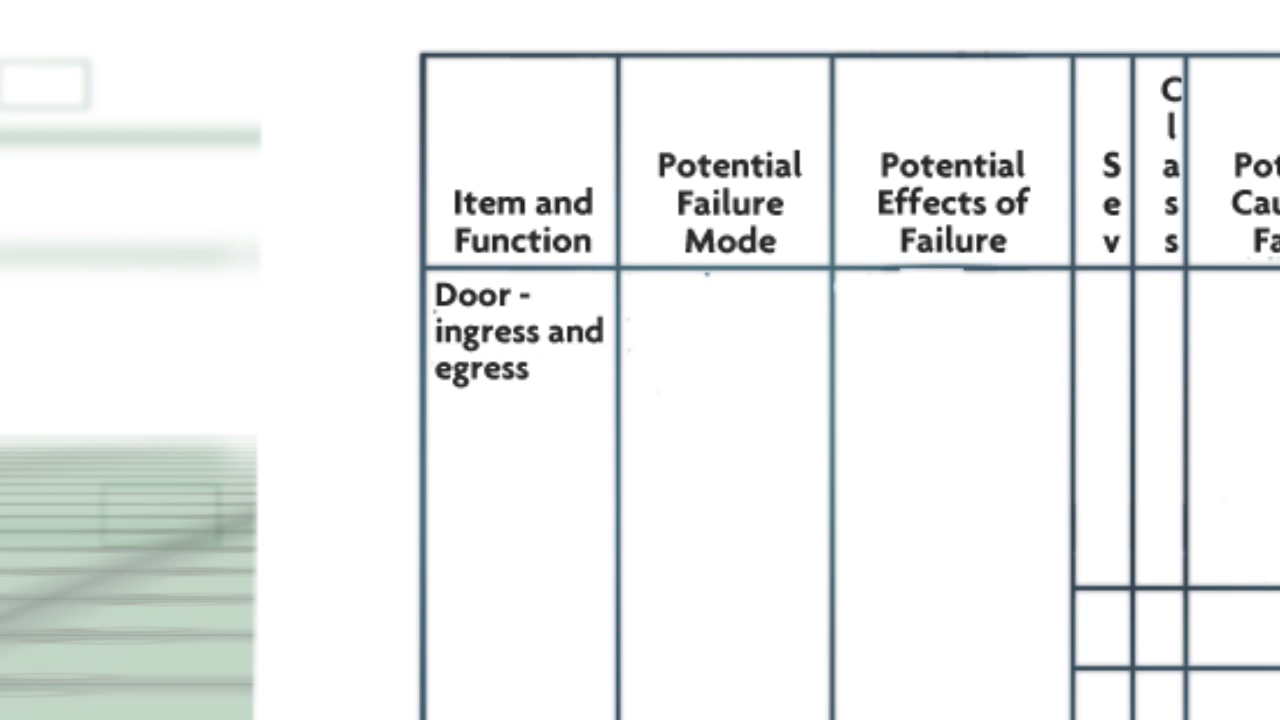 Item and
Function
Potential
Failure
Mode
Potential
Effects of
Failure
S
e
v
C
l
a
s
s
Door -
ingress and
egress